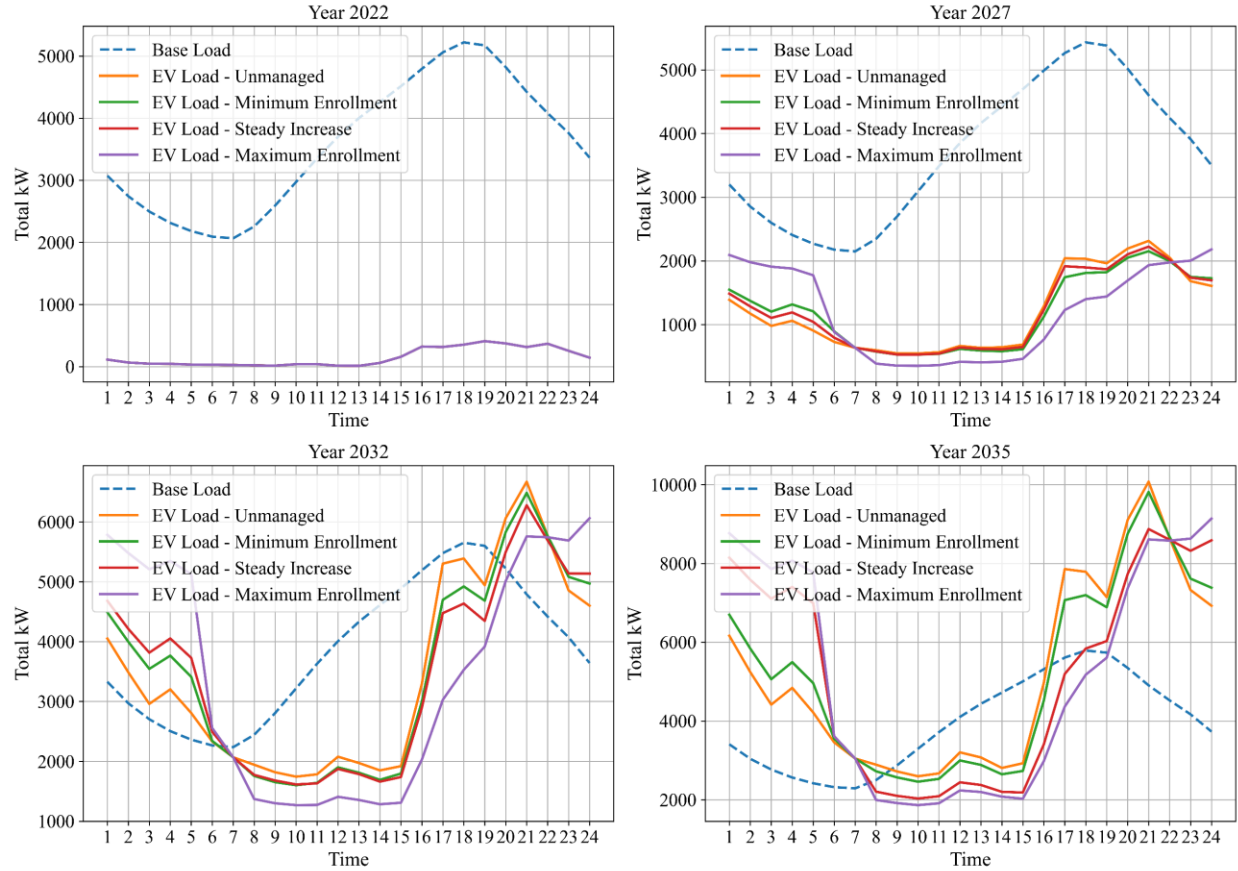 Year 2022
Total kW
5000
4000
3000
2000
1000
0
Base Load
EV Load - Unmanaged
EV Load - Minimum Enrollment
EV Load - Steady Increase
EV Load - Maximum Enrollment
1 2 3 4 5 6 7 8 9 10 11 12 13 14 15 16 17 18 19 20 21 22 23 24
Time
Year 2027
Total kW
5000
4000
3000
2000
1000
Base Load
EV Load - Unmanaged
EV Load - Minimum Enrollment
EV Load - Steady Increase
EV Load - Maximum Enrollment
1 2 3 4 5 6 7 8 9 10 11 12 13 14 15 16 17 18 19 20 21 22 23 24
Time
Year 2032
Total kW
6000
5000
4000
3000
2000
1000
Base Load
EV Load - Unmanaged
EV Load - Minimum Enrollment
EV Load - Steady Increase
EV Load - Maximum Enrollment
1 2 3 4 5 6 7 8 9 10 11 12 13 14 15 16 17 18 19 20 21 22 23 24
Time
Year 2035
Total kW
10000
8000
6000
4000
2000
Base Load
EV Load - Unmanaged
EV Load - Minimum Enrollment
EV Load - Steady Increase
EV Load - Maximum Enrollment
1 2 3 4 5 6 7 8 9 10 11 12 13 14 15 16 17 18 19 20 21 22 23 24
Time